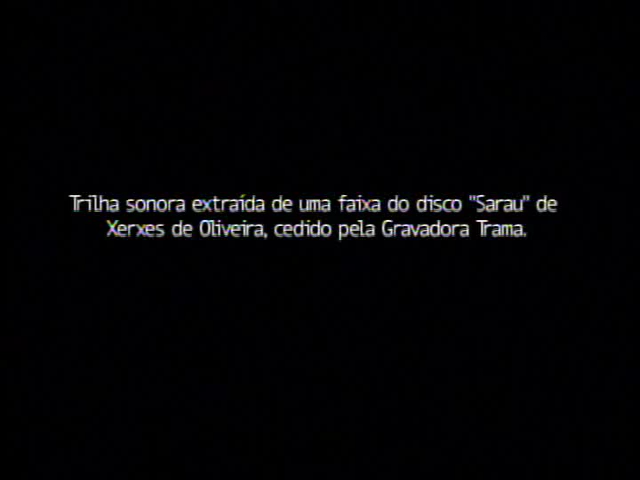 Trilha sonora extraída de uma faixa do disco "Sarau" de
Xerxes de Oliveira, cedido pela Gravadora Trama.